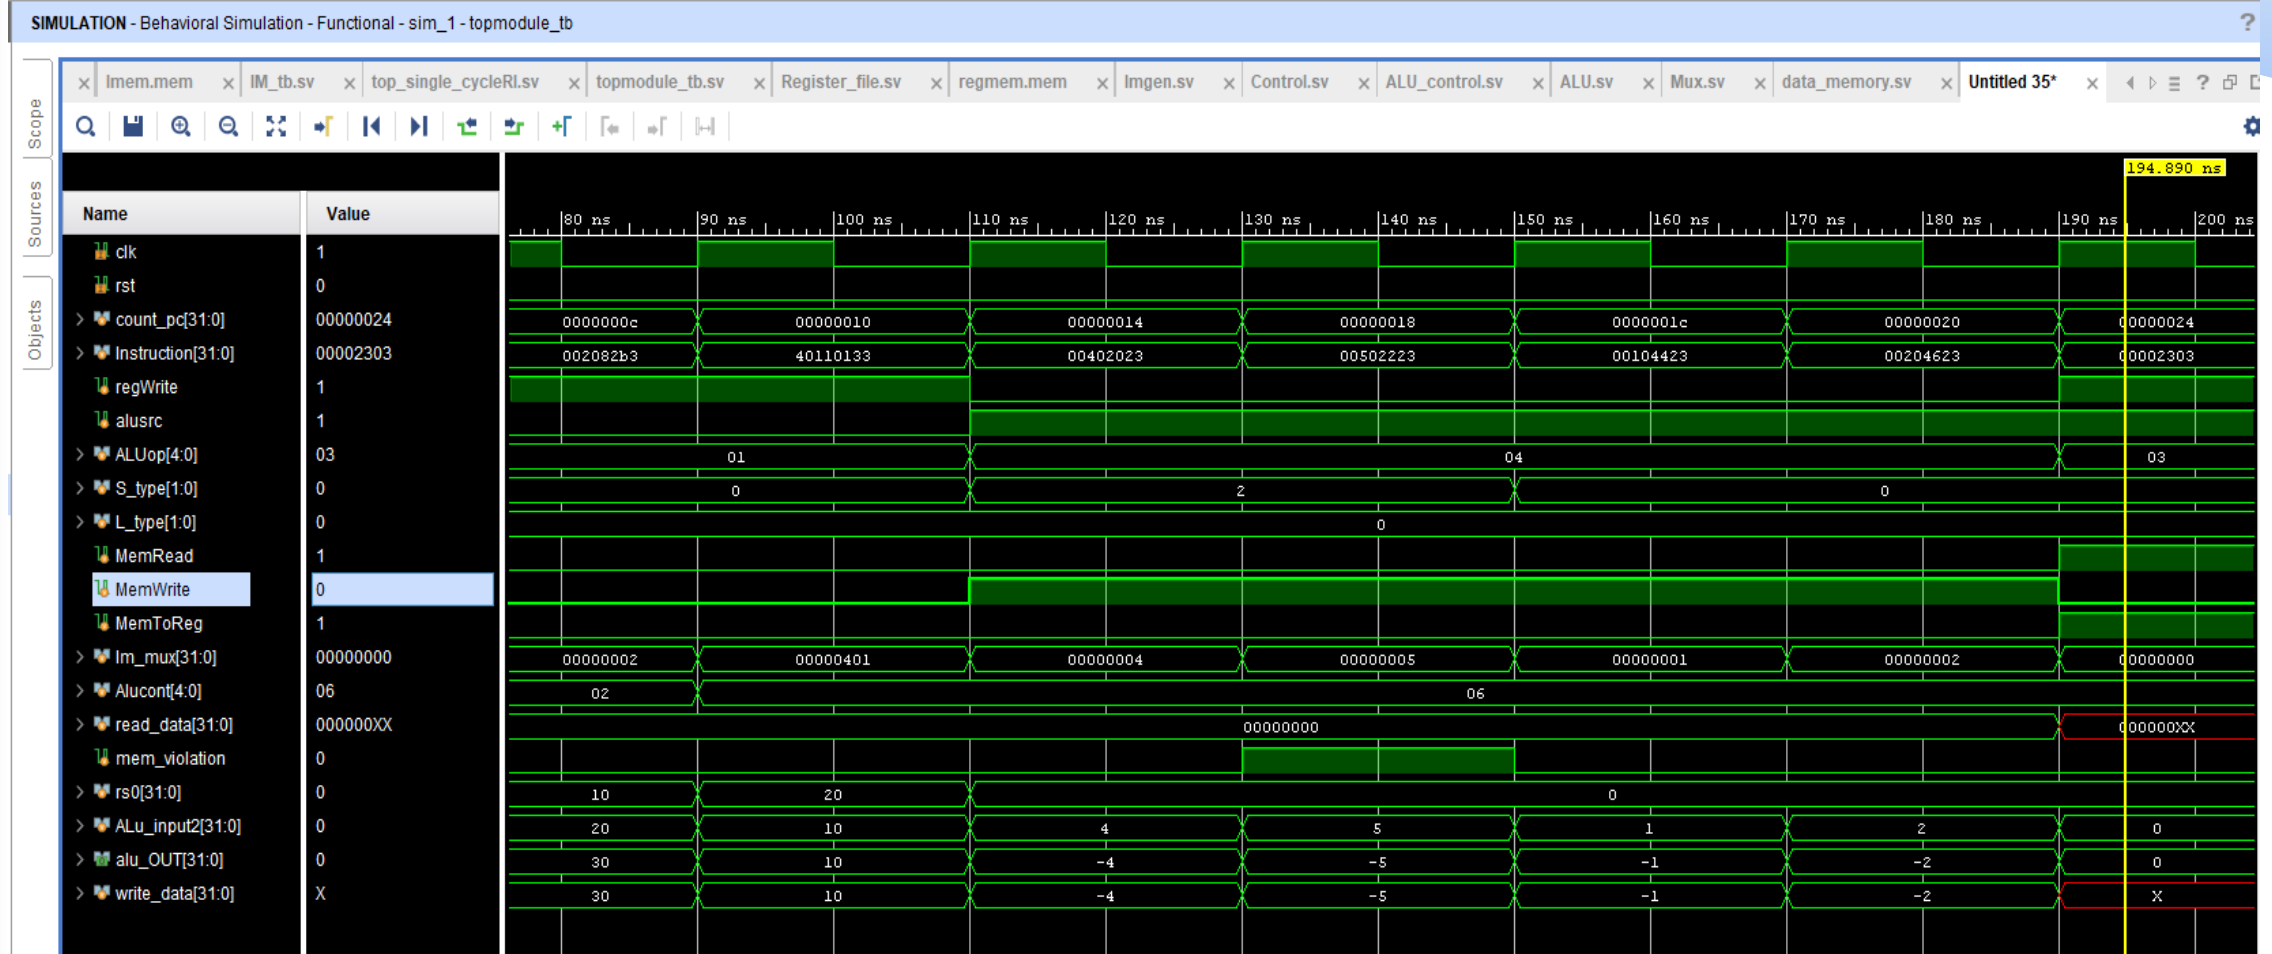 SIMULATION - Behavioral Simulation - Functional - sim_1 - topmodule_tb ?
Scope
Sources
Objects
Imem.mem IM_tb.sv top_single_cycleRI.sv topmodule_tb.sv Register_file.sv regmem.mem Imgen.sv Control.sv ALU_control.sv ALU.sv Mux.sv data_memory.sv Untitled 35* ?
194.890 ns
Name Value
80 ns 90 ns 100 ns 110 ns 120 ns 130 ns 140 ns 150 ns 160 ns 170 ns 180 ns 190 ns 200 ns
clk 1
rst 0
count_pc[31:0] 00000024 0000000c 00000010 00000014 00000018 0000001c 00000020 00000024
Instruction[31:0] 00002303 002082b3 40110133 00402023 00502223 00104423 00204623 00002303
regWrite 1
alusrc 1
ALUop[4:0] 03 01 04 03
S_type[1:0] 0 0 2 0
L_type[1:0] 0 0
MemRead 1
MemWrite 0
MemToReg 1
Im_mux[31:0] 00000000 00000002 00000401 00000004 00000005 00000001 00000002 00000000
Alucont[4:0] 06 02 06
read_data[31:0] 000000XX 00000000 000000XX
mem_violation 0
rs0[31:0] 0 10 20 0
ALu_input2[31:0] 0 20 10 4 5 1 2 0
alu_OUT[31:0] 0 30 10 -4 -5 -1 -2 0
write_data[31:0] X 30 10 -4 -5 -1 -2 X